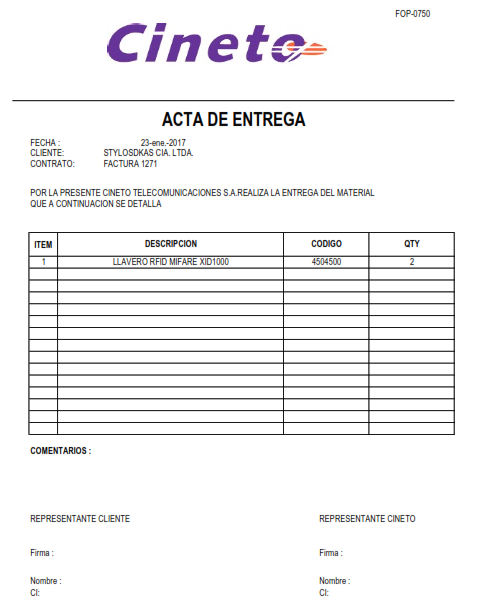 FOP-0750
Cineto
ACTA DE ENTREGA
FECHA : 23-ene.-2017
CLIENTE: STYLOSDKAS CIA. LTDA.
CONTRATO: FACTURA 1271
POR LA PRESENTE CINETO TELECOMUNICACIONES S.A.REALIZA LA ENTREGA DEL MATERIAL
QUE A CONTINUACION SE DETALLA
ITEM DESCRIPCION CODIGO QTY
1 LLAVERO RFID MIFARE XID1000 4504500 2
COMENTARIOS :
REPRESENTANTE CLIENTE REPRESENTANTE CINETO
Firma : Firma :
Nombre : Nombre :
CI: CI: